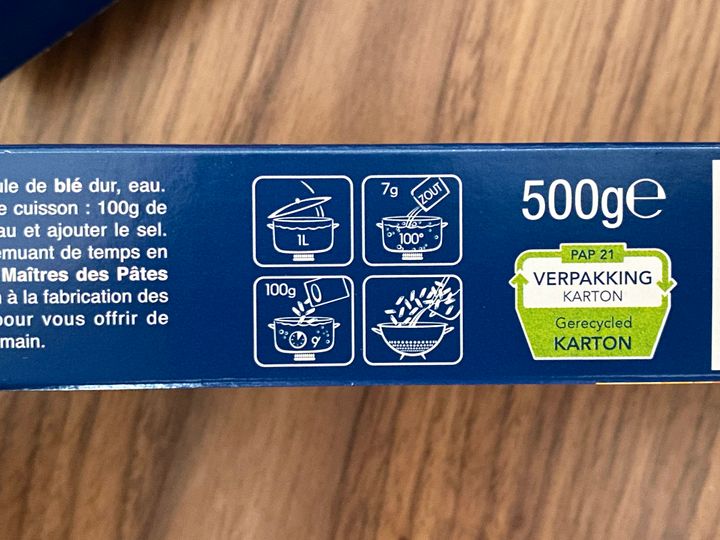 ule de blé dur, eau.
e cuisson : 100g de
au et ajouter le sel.
emuant de temps en
Maîtres des Pâtes
n à la fabrication des
pour vous offrir de
main.
1L
7g
ZOUT
100°
100g
500g℮
PAP 21
VERPAKKING
KARTON
Gerecycled
KARTON